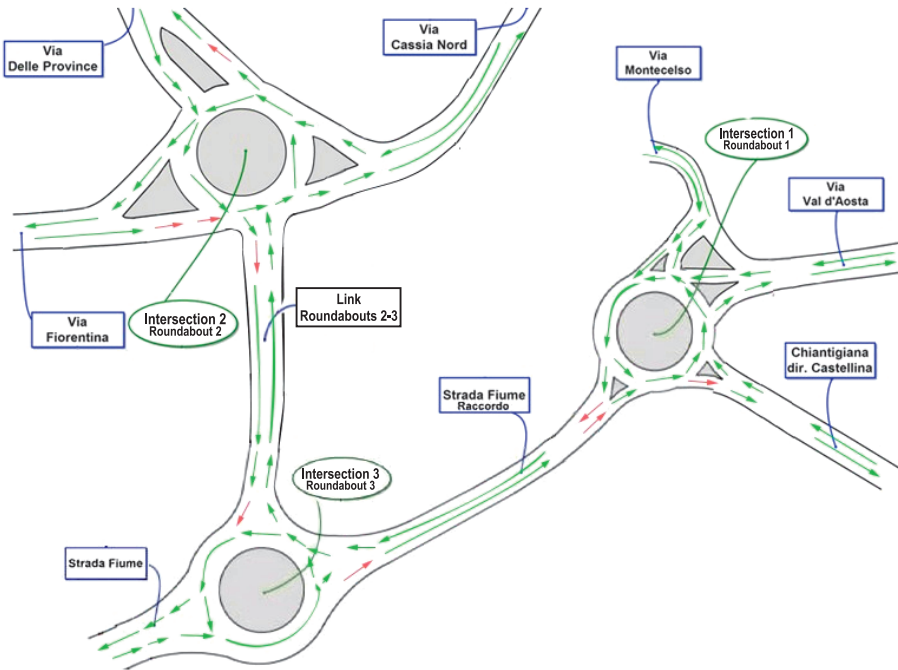 Via
Delle Province
Via
Cassia Nord
Via
Montecelso
Intersection 1
Roundabout 1
Via
Val d'Aosta
Intersection 2
Roundabout 2
Link
Roundabouts 2-3
Via
Fiorentina
Chiantigiana
dir. Castellina
Strada Fiume
Raccordo
Intersection 3
Roundabout 3
Strada Fiume